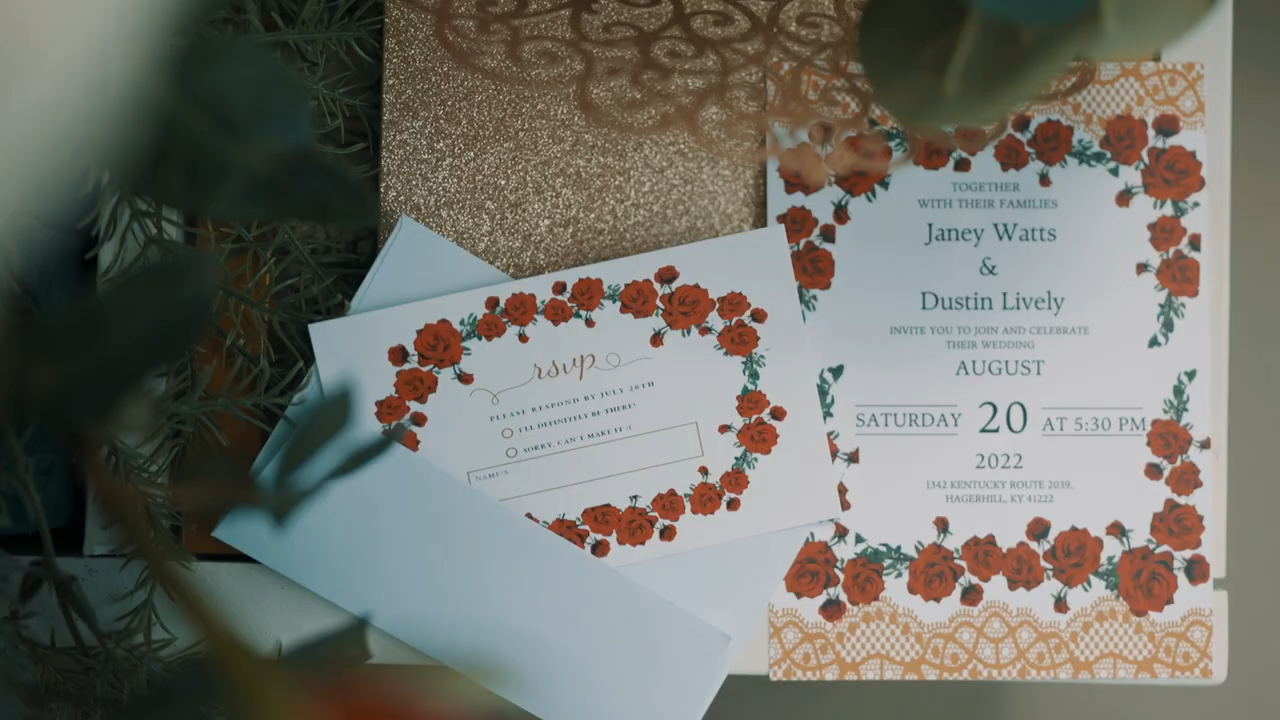 rsvp
PLEASE RESPOND BY JULY 20TH
I'LL DEFINITELY BE THERE!
SORRY, CAN'T MAKE IT :(
NAME/S
TOGETHER
WITH THEIR FAMILIES
Janey Watts
&
Dustin Lively
INVITE YOU TO JOIN AND CELEBRATE
THEIR WEDDING
AUGUST
SATURDAY 20 AT 5:30 PM
2022
1342 KENTUCKY ROUTE 2039,
HAGERHILL, KY 41222